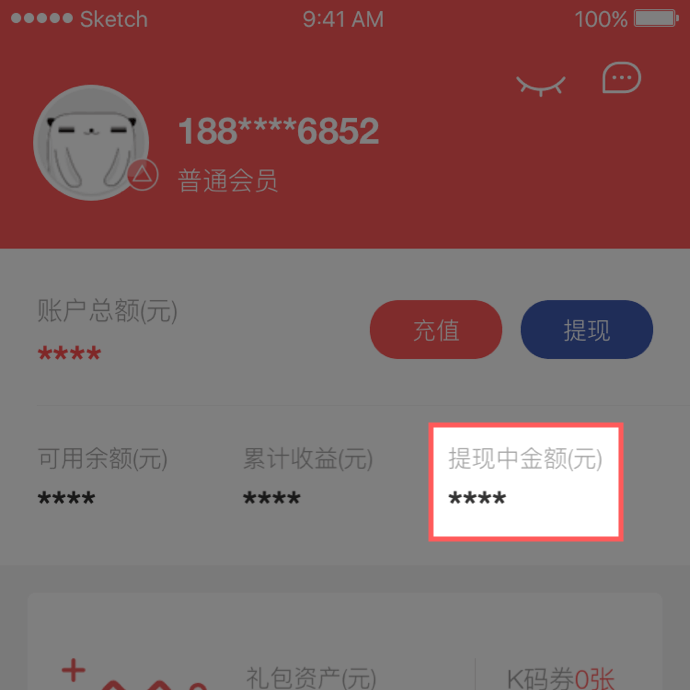 Sketch 9:41 AM 100%
188****6852
普通会员
账户总额(元)
****
充值 提现
可用余额(元) 累计收益(元) 提现中金额(元)
**** **** ****
礼包资产(元) K码券0张